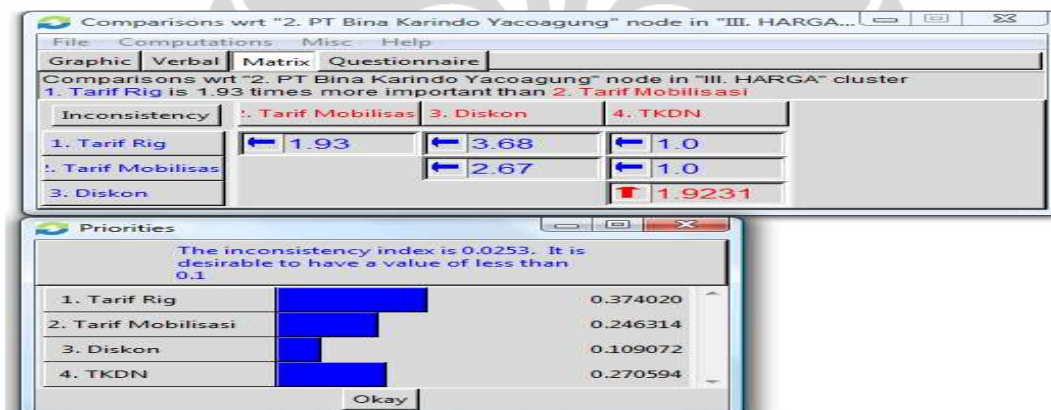 Comparisons wrt "2. PT Bina Karindo Yacoagung" node in "III. HARGA...
File Computations Misc Help
Graphic Verbal Matrix Questionnaire
Comparisons wrt "2. PT Bina Karindo Yacoagung" node in "III. HARGA" cluster
1. Tarif Rig is 1.93 times more important than 2. Tarif Mobilisasi
Inconsistency . Tarif Mobilisas 3. Diskon 4. TKDN
1. Tarif Rig 1.93 3.68 1.0
. Tarif Mobilisas 2.67 1.0
3. Diskon 1.9231
Priorities
The inconsistency index is 0.0253. It is
desirable to have a value of less than
0.1
1. Tarif Rig 0.374020
2. Tarif Mobilisasi 0.246314
3. Diskon 0.109072
4. TKDN 0.270594
Okay